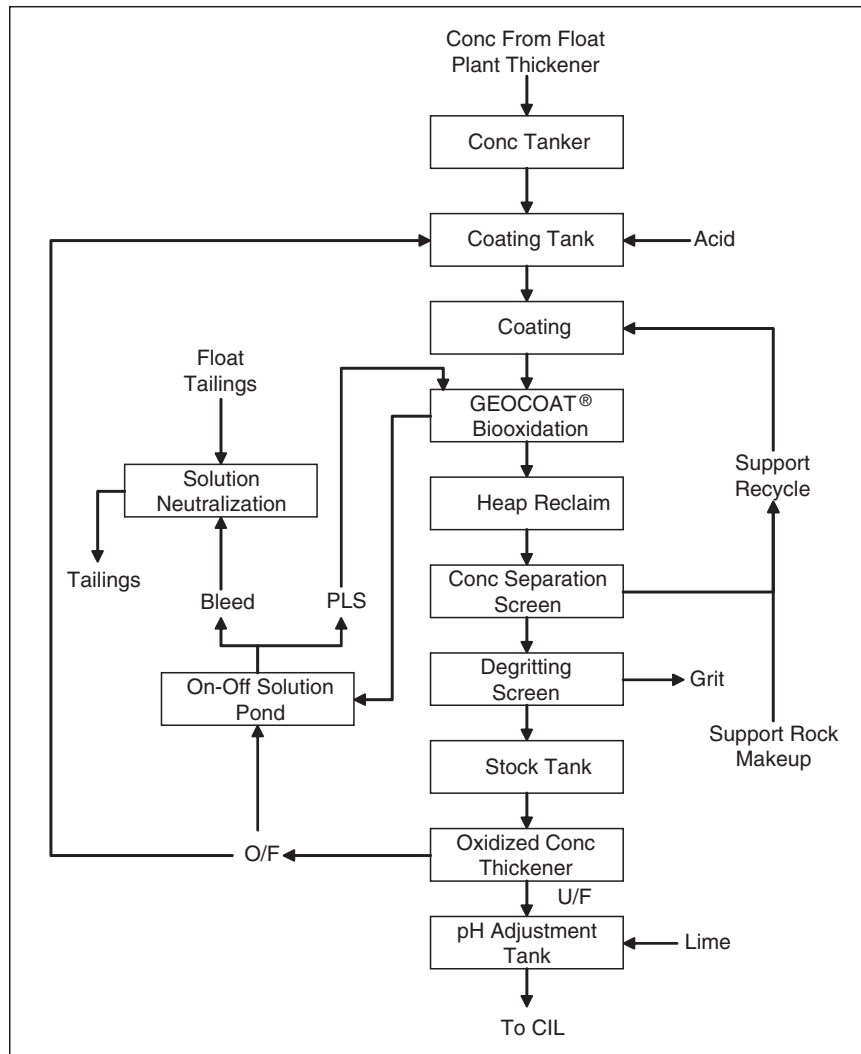 Conc From Float
Plant Thickener
Conc Tanker
Coating Tank
Acid
Coating
Float
Tailings
GEOCOAT®
Biooxidation
Solution
Neutralization
Support
Recycle
Heap Reclaim
Tailings
Bleed
PLS
Conc Separation
Screen
On-Off Solution
Pond
Degritting
Screen
Grit
Support Rock
Makeup
Stock Tank
O/F
Oxidized Conc
Thickener
U/F
pH Adjustment
Tank
Lime
To CIL